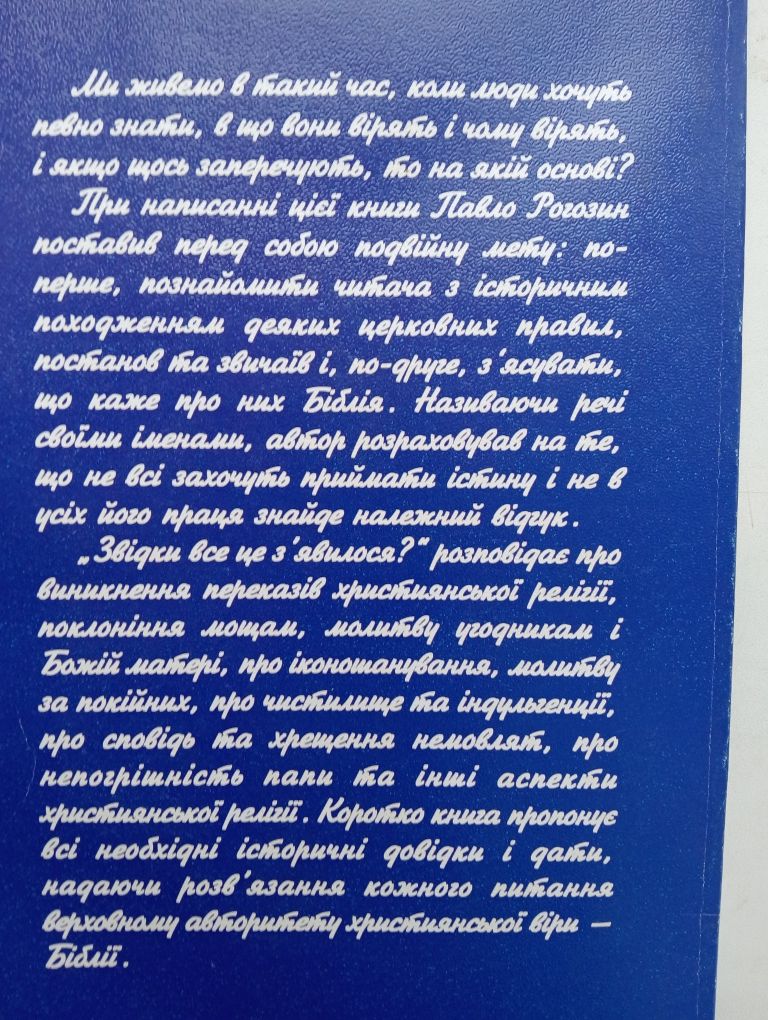 Ми живемо в такий час, коли люди хочуть
певно знати, в що вони вірять і чому вірять,
і якщо щось заперечують, то на якій основі?
При написанні цієї книги Павло Рогозин
поставив перед собою подвійну мету: по-
перше, познайомити читача з історичним
походженням деяких церковних правил,
постанов та звичаїв і, по-друге, з'ясувати,
що каже про них Біблія. Називаючи речі
своїми іменами, автор розраховував на те,
що не всі захочуть приймати істину і не в
усіх його праця знайде належний відгук.
„Звідки все це з'явилося?“ розповідає про
виникнення переказів християнської релігії,
поклоніння мощам, молитву угодникам і
Божій матері, про іконошанування, молитву
за покійних, про чистилище та індульгенції,
про сповідь та хрещення немовлят, про
непогрішність папи та інші аспекти
християнської релігії. Коротко книга пропонує
всі необхідні історичні довідки і дати,
надаючи розв'язання кожного питання
верховному авторитету християнської віри —
Біблії.